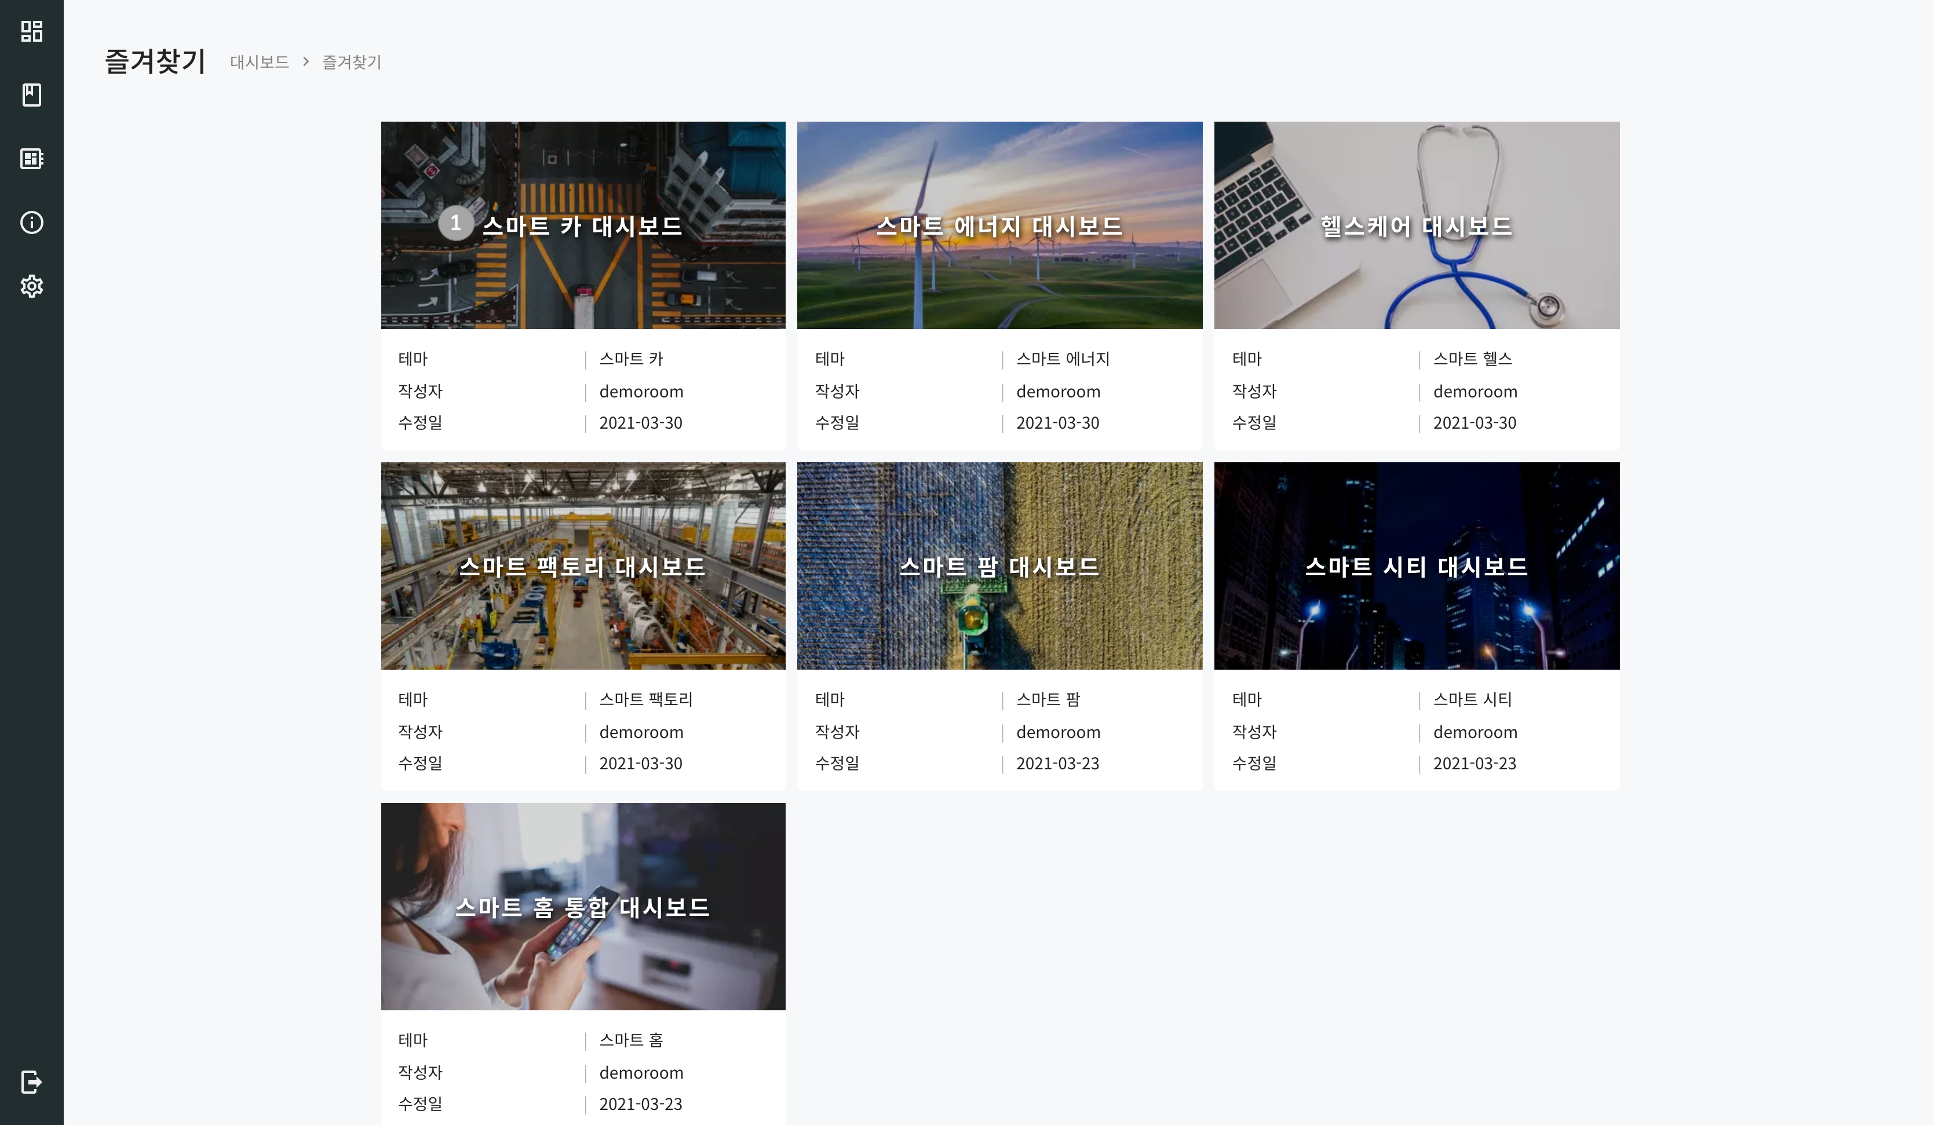 즐겨찾기
대시보드 > 즐겨찾기
1 스마트 카 대시보드
테마 | 스마트 카
작성자 | demoroom
수정일 | 2021-03-30
스마트 에너지 대시보드
테마 | 스마트 에너지
작성자 | demoroom
수정일 | 2021-03-30
헬스케어 대시보드
테마 | 스마트 헬스
작성자 | demoroom
수정일 | 2021-03-30
스마트 팩토리 대시보드
테마 | 스마트 팩토리
작성자 | demoroom
수정일 | 2021-03-30
스마트 팜 대시보드
테마 | 스마트 팜
작성자 | demoroom
수정일 | 2021-03-23
스마트 시티 대시보드
테마 | 스마트 시티
작성자 | demoroom
수정일 | 2021-03-23
스마트 홈 통합 대시보드
테마 | 스마트 홈
작성자 | demoroom
수정일 | 2021-03-23